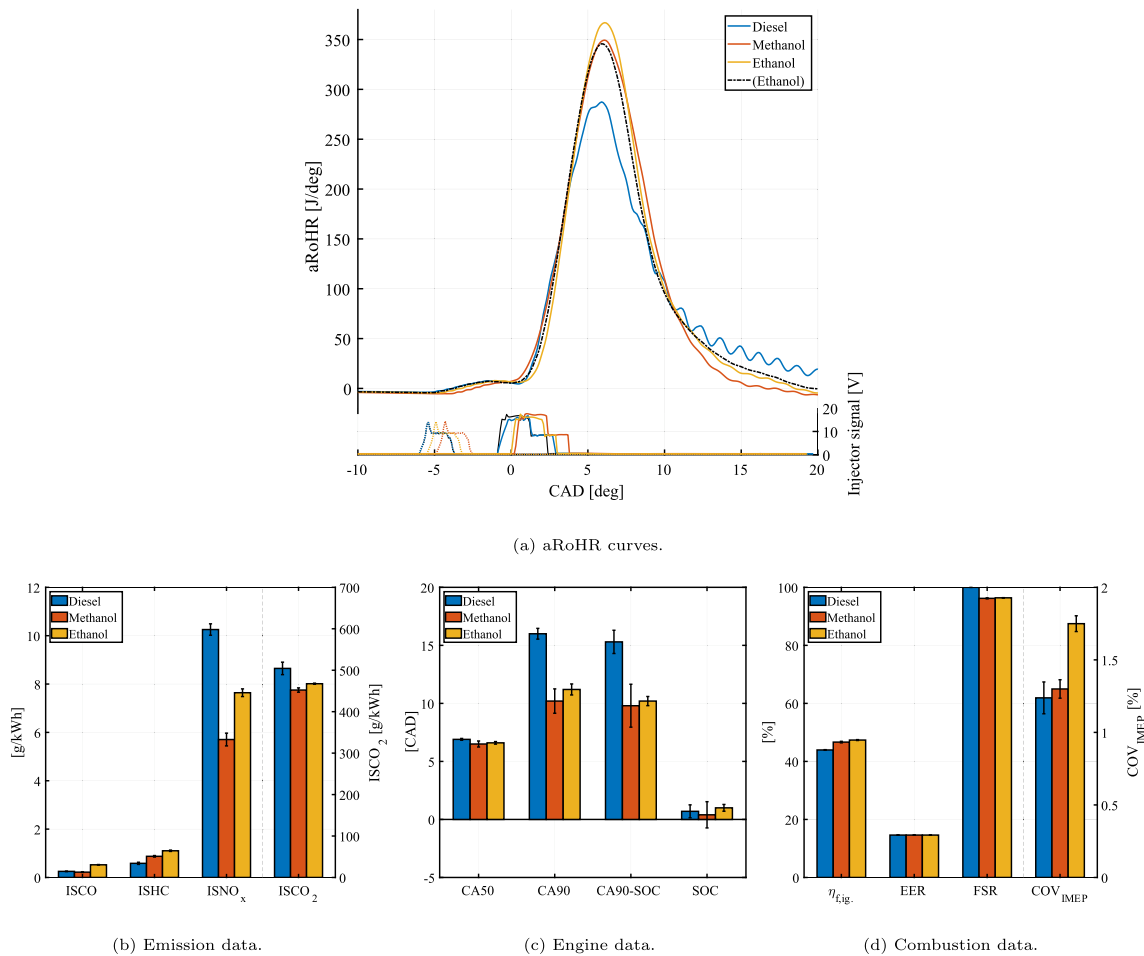 350
300
250
200
150
100
50
0
aRoHR [J/deg]
Diesel
Methanol
Ethanol
(Ethanol)
20
10
0
Injector signal [V]
-10
-5
0
5
10
15
20
CAD [deg]
(a) aRoHR curves.
12
10
8
6
4
2
0
[g/kWh]
Diesel
Methanol
Ethanol
700
600
500
400
300
200
100
0
ISCO2 [g/kWh]
ISCO
ISHC
ISNOx
ISCO2
(b) Emission data.
20
15
10
5
0
-5
[CAD]
Diesel
Methanol
Ethanol
CA50
CA90
CA90-SOC
SOC
(c) Engine data.
100
80
60
40
20
0
[%]
Diesel
Methanol
Ethanol
2
1.5
1
0.5
0
COVIMEP [%]
ηf,ig.
EER
FSR
COVIMEP
(d) Combustion data.